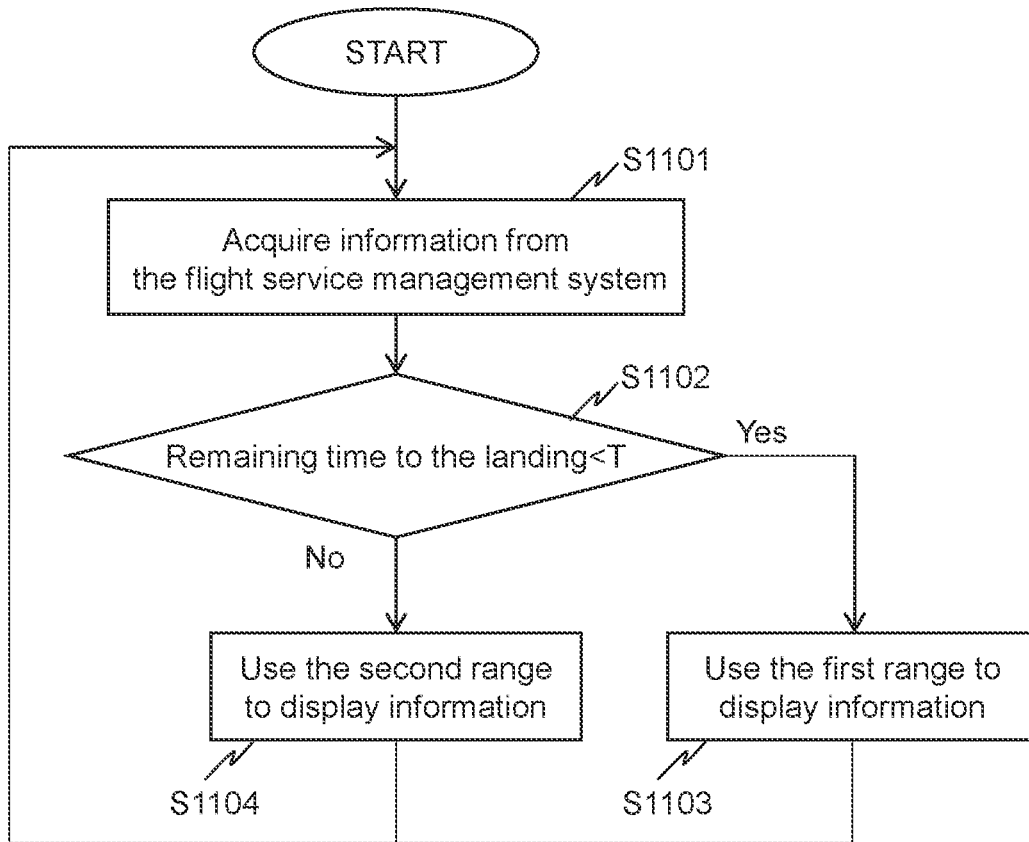 START
S1101
Acquire information from
the flight service management system
S1102
Remaining time to the landing<T
Yes
No
Use the second range
to display information
Use the first range to
display information
S1104
S1103